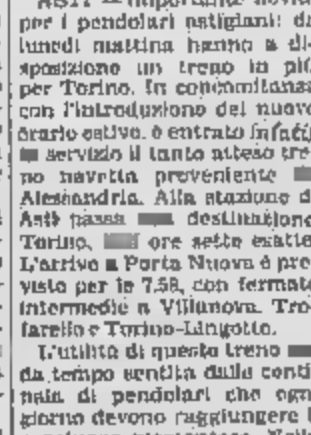 ASTI — Importante novit
per i pendolari astigiani: da
lunedì mattina hanno a di-
sposizione un treno in più
per Torino. In concomitanza
con l'introduzione del nuovo
orario estivo, è entrato infatti
servizio il tanto atteso tre-
no navetta proveniente
Alessandria. Alla stazione d
Asti passa destinazione
Torino, ore sette esatte.
L'arrivo a Porta Nuova è pre-
visto per le 7,58, con fermate
intermedie a Villanova, Tro-
farello e Torino-Lingotto.
L'utilità di questo treno
da tempo sentita dalle conti
naia di pendolari che ogn
giorno devono raggiungere l